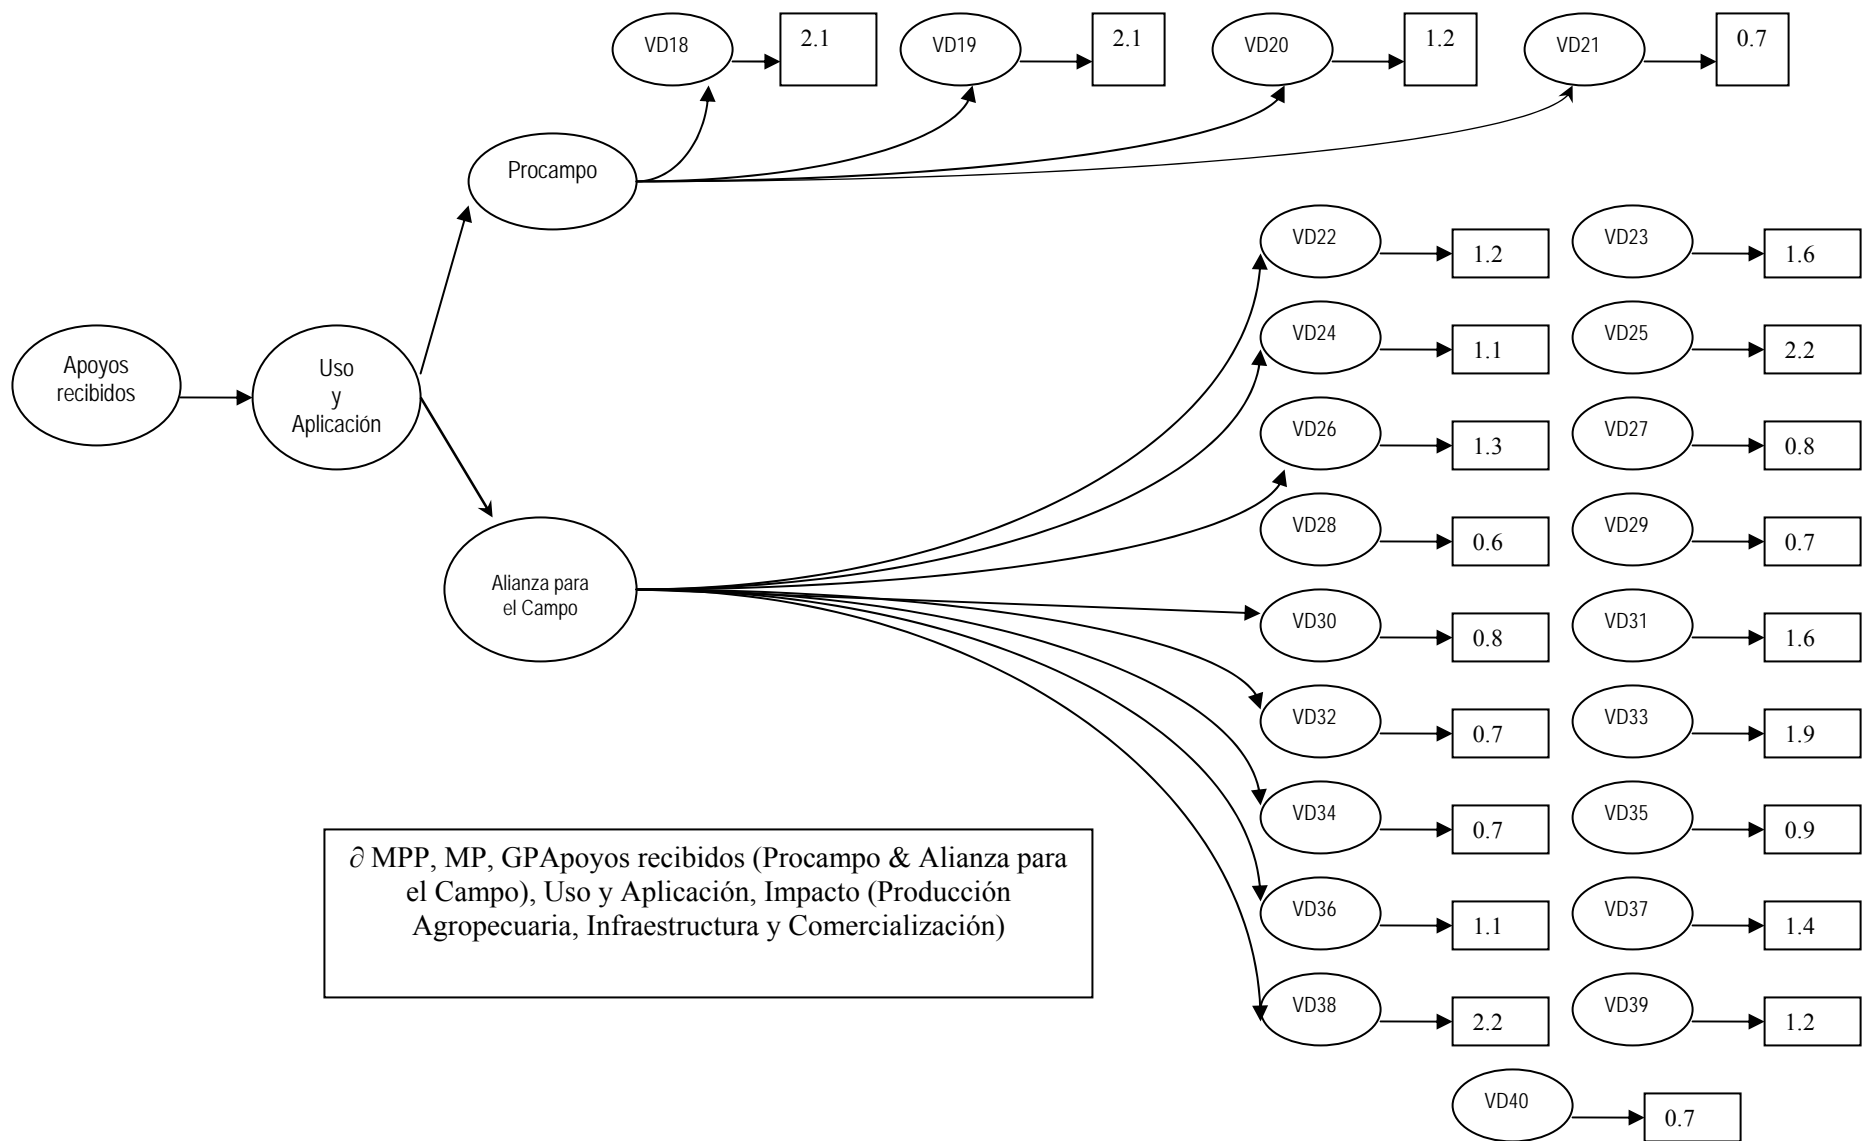 VD18
2.1
VD19
2.1
VD20
1.2
VD21
0.7
Procampo
VD22
1.2
VD23
1.6
VD24
1.1
VD25
2.2
Apoyos
recibidos
Uso
y
Aplicación
VD26
1.3
VD27
0.8
VD28
0.6
VD29
0.7
Alianza para
el Campo
VD30
0.8
VD31
1.6
VD32
0.7
VD33
1.9
VD34
0.7
VD35
0.9
∂ MPP, MP, GPApoyos recibidos (Procampo & Alianza para
el Campo), Uso y Aplicación, Impacto (Producción
Agropecuaria, Infraestructura y Comercialización)
VD36
1.1
VD37
1.4
VD38
2.2
VD39
1.2
VD40
0.7